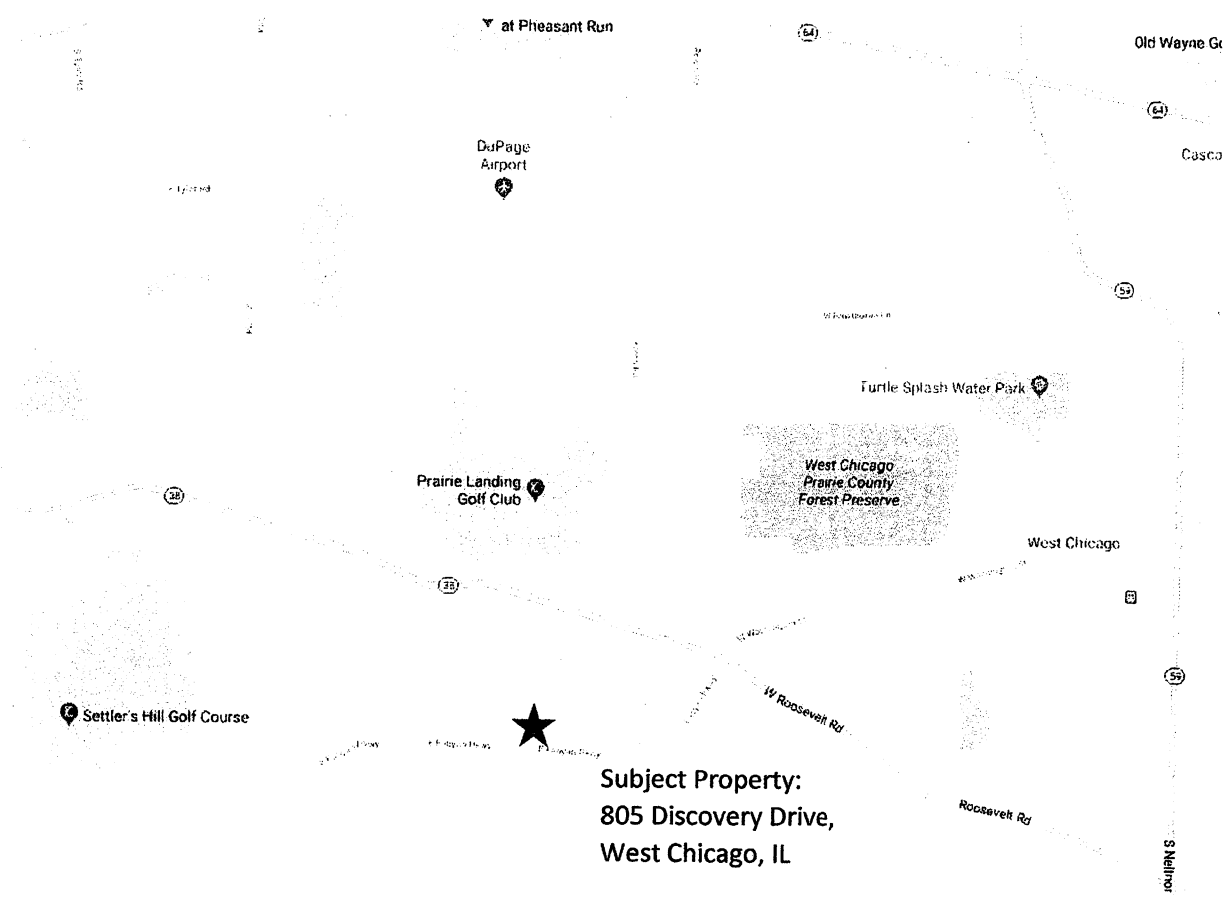 at Pheasant Run
64
Old Wayne Go
64
DuPage
Airport
Casca
59
Turtle Splash Water Park
West Chicago
Prairie County
Forest Preserve
Prairie Landing
Golf Club
38
West Chicago
38
59
W Roosevelt Rd
Settler's Hill Golf Course
Subject Property:
805 Discovery Drive,
West Chicago, IL
Roosevelt Rd
S Neltnor